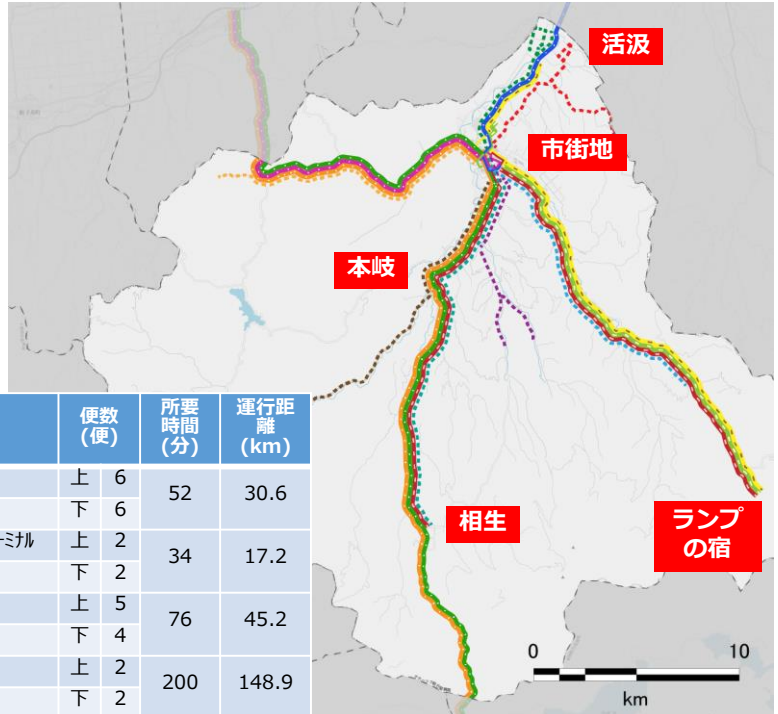 活汲
市街地
本岐
相生
ランプ
の宿
便数
(便)
所要
時間
(分)
運行距
離
(km)
上 6
52 30.6
下 6
ーミナル 上 2
34 17.2
下 2
上 5
76 45.2
下 4
上 2
200 148.9
下 2
0 10
km